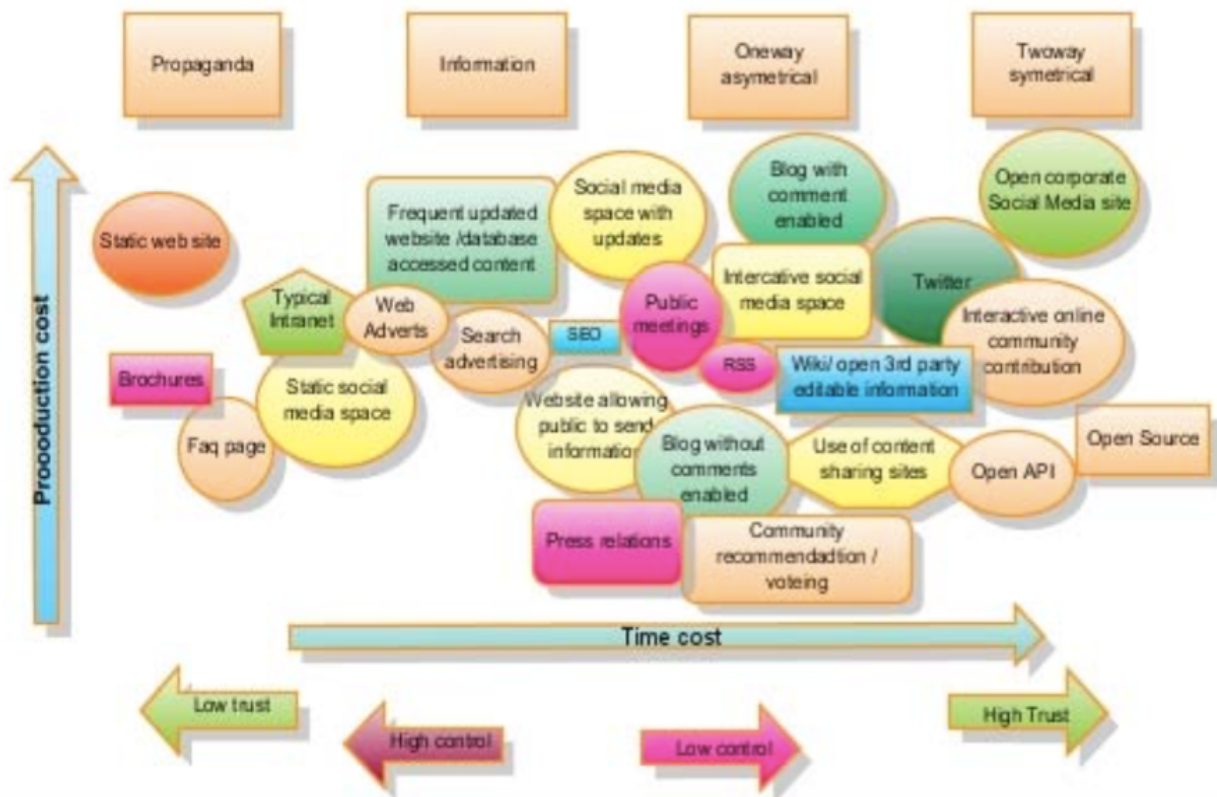 Propaganda
Information
Oneway
asymetrical
Twoway
symetrical
Proooduction cost
Static web site
Frequent updated
website /database
accessed content
Social media
space with
updates
Blog with
comment
enabled
Open corporate
Social Media site
Typical
Intranet
Web
Adverts
Search
advertising
SEO
Public
meetings
Intercative social
media space
Twitter
Interactive online
community
contribution
Brochures
Static social
media space
RSS
Wiki/ open 3rd party
editable information
Faq page
Website allowing
public to send
information
Blog without
comments
enabled
Use of content
sharing sites
Open API
Open Source
Press relations
Community
recommendadtion /
voteing
Time cost
Low trust
High control
Low control
High Trust